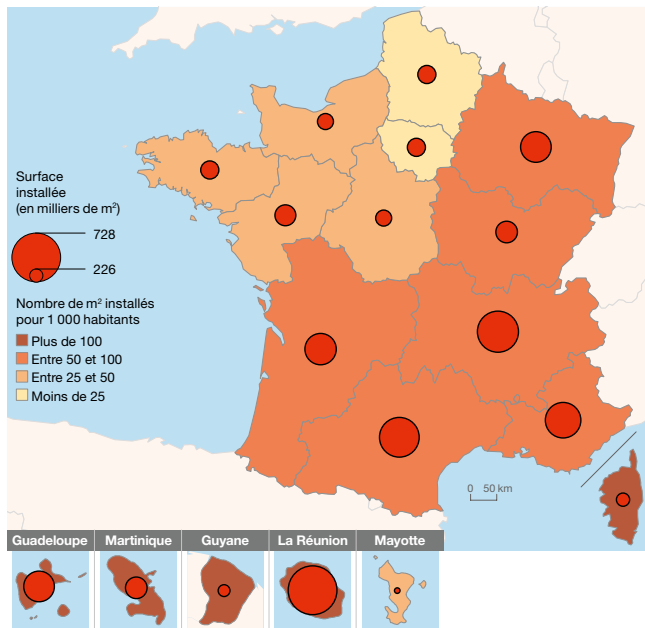 Surface
installée
(en milliers de m²)
728
226
Nombre de m² installés
pour 1 000 habitants
Plus de 100
Entre 50 et 100
Entre 25 et 50
Moins de 25
0 50 km
Guadeloupe Martinique Guyane La Réunion Mayotte